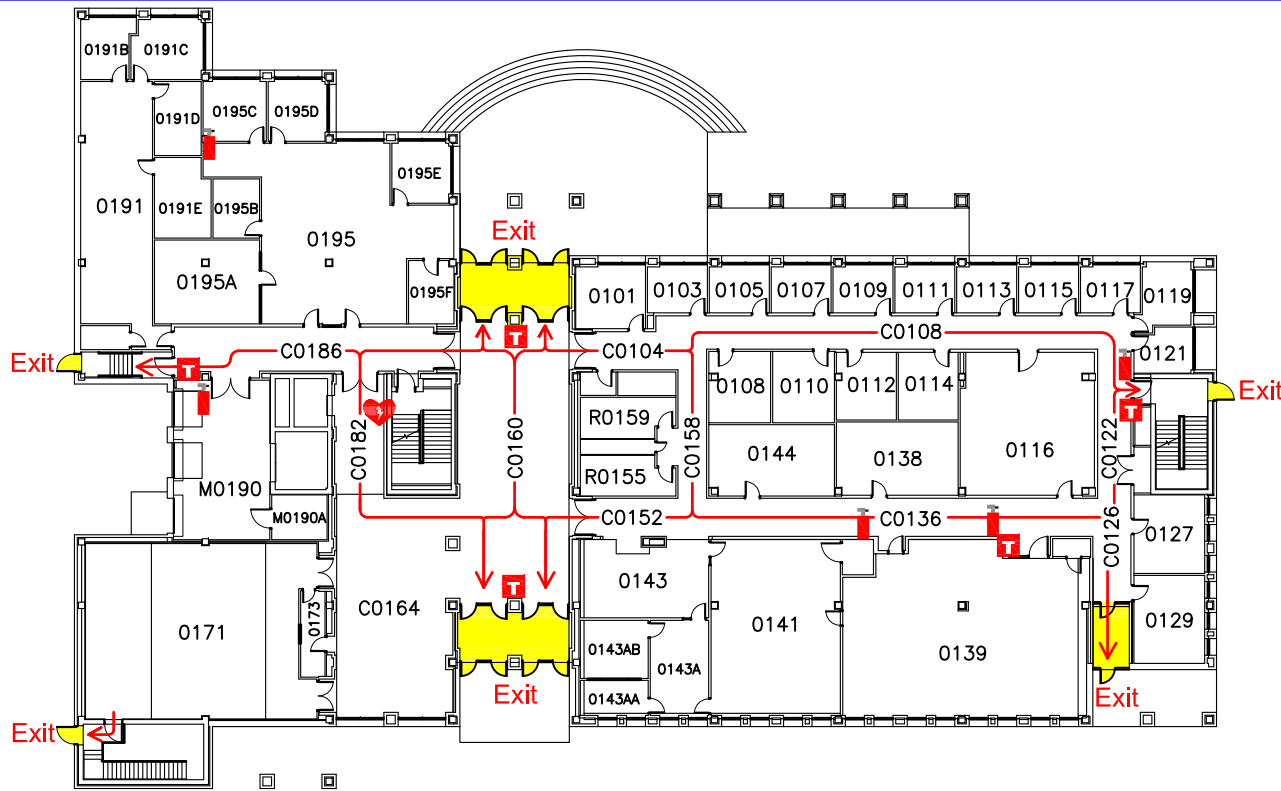 0191B
0191C
0191D
0195C
0195D
0195E
0191
0191E
0195B
0195
Exit
0195A
0195F
0101
0103
0105
0107
0109
0111
0113
0115
0117
0119
Exit
T
C0186
T
C0104
C0108
0121
0108
0110
0112
0114
0116
Exit
T
C0182
C0160
R0159
C0158
C0122
0144
0138
R0155
M0190
M0190A
C0152
C0136
T
C0126
0127
0171
0173
C0164
T
0143
0141
0139
0129
0143AB
0143A
0143AA
Exit
Exit
Exit